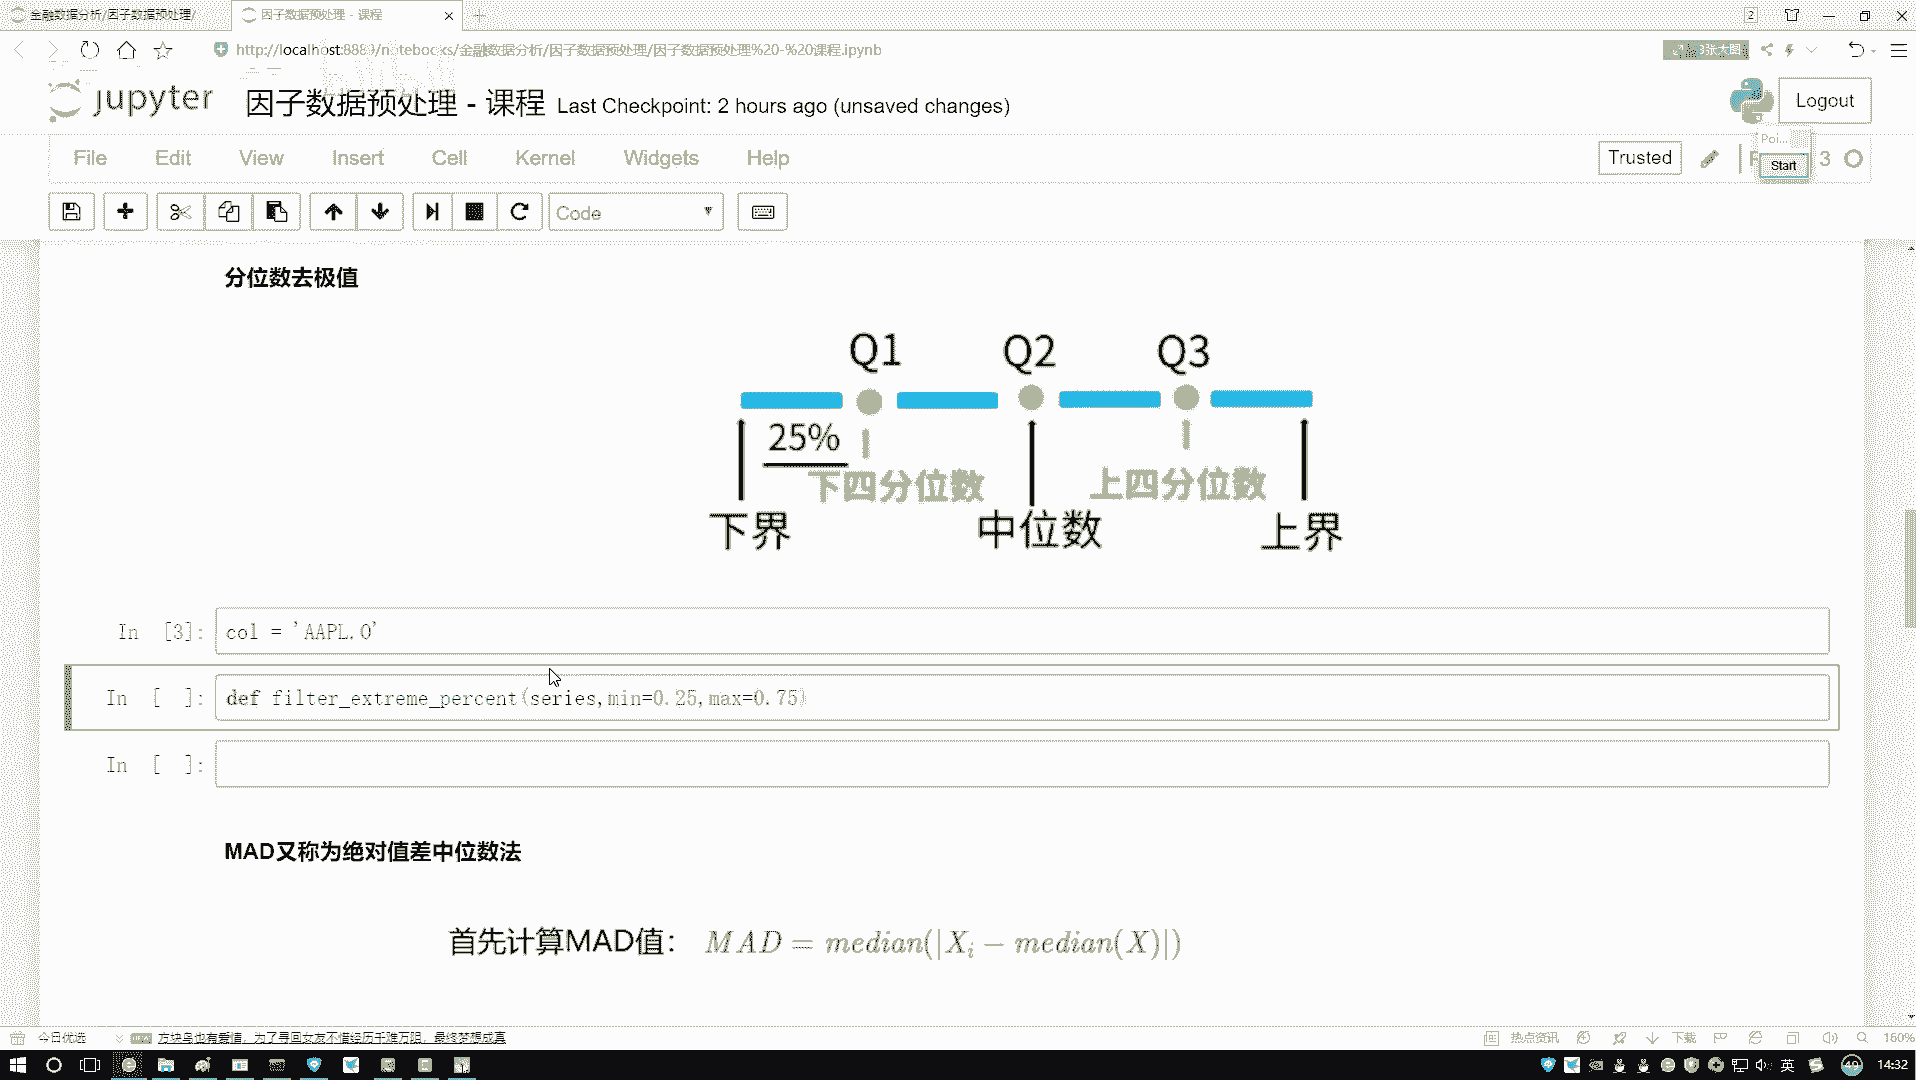 金融数据分析/因子数据预处理/
因子数据预处理 - 课程
2
http://localhost:8889/notebooks/金融数据分析/因子数据预处理/因子数据预处理%20-%20课程.ipynb
jupyter
因子数据预处理 - 课程 Last Checkpoint: 2 hours ago (unsaved changes)
Logout
File Edit View Insert Cell Kernel Widgets Help
Trusted
3
Poi...
Start
Code
分位数去极值
Q1 Q2 Q3
25%
下四分位数 上四分位数
下界 中位数 上界
In [3]: col = 'AAPL.O'
In [ ]: def filter_extreme_percent(series,min=0.25,max=0.75)
In [ ]:
MAD又称为绝对值差中位数法
首先计算MAD值： MAD = median(|Xi − median(X)|)
今日优选
方块鸟也有爱情，为了寻回女友不惜经历千难万阻，最终梦想成真
热点资讯
下载
160%
英
49
14:32